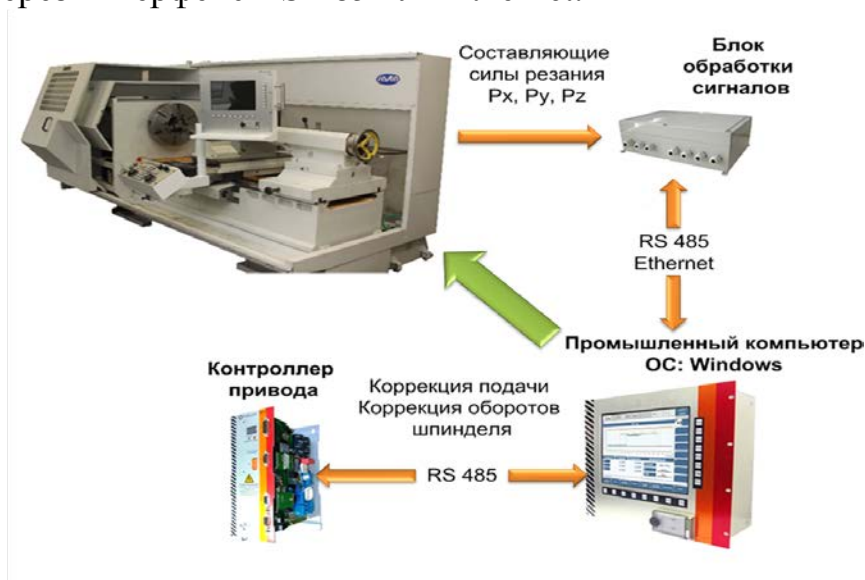 Составляющие
силы резания
Px, Py, Pz
Блок
обработки
сигналов
RS 485
Ethernet
Промышленный компьютер
ОС: Windows
Контроллер
привода
Коррекция подачи
Коррекция оборотов
шпинделя
RS 485